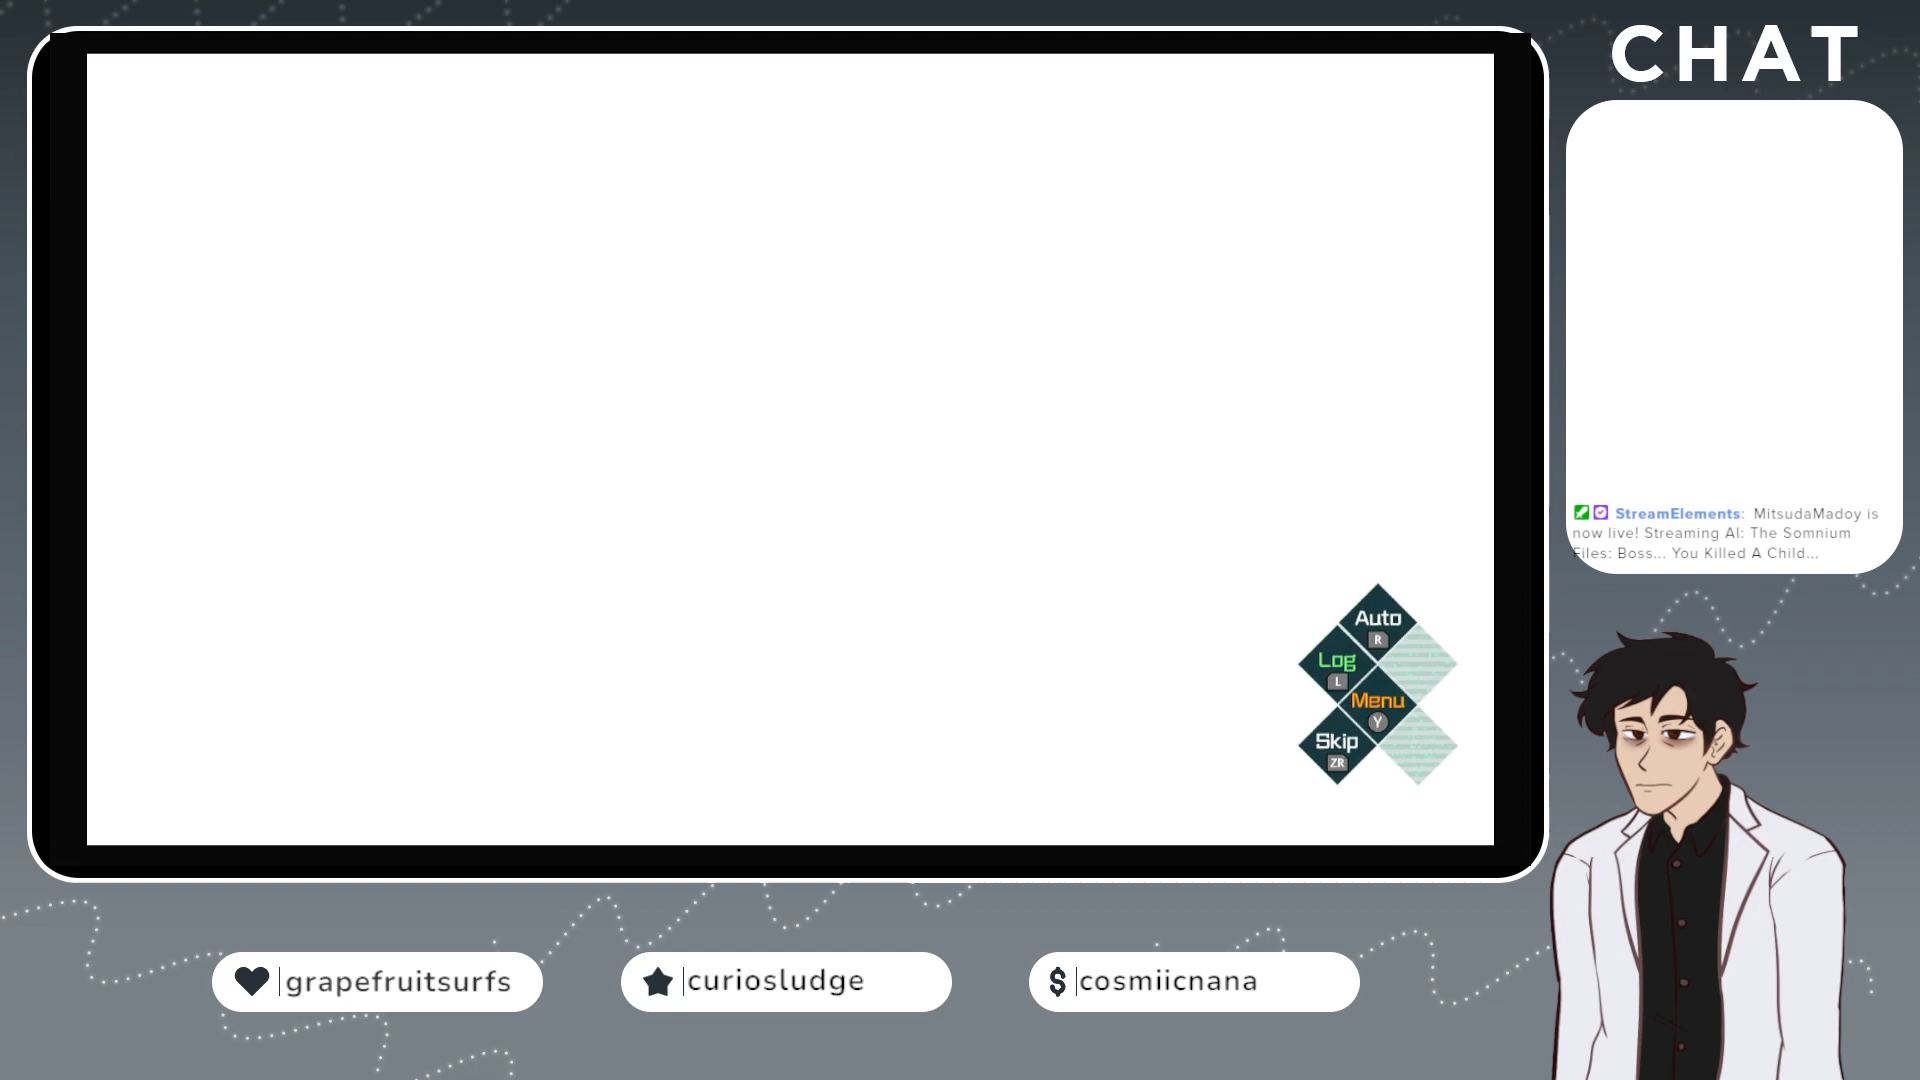 CHAT
StreamElements: MitsudaMadoy is
now live! Streaming AI: The Somnium
Files: Boss... You Killed A Child...
Auto
R
Log
L
Menu
Y
Skip
ZR
grapefruitsurfs
curiosludge
$ cosmiicnana